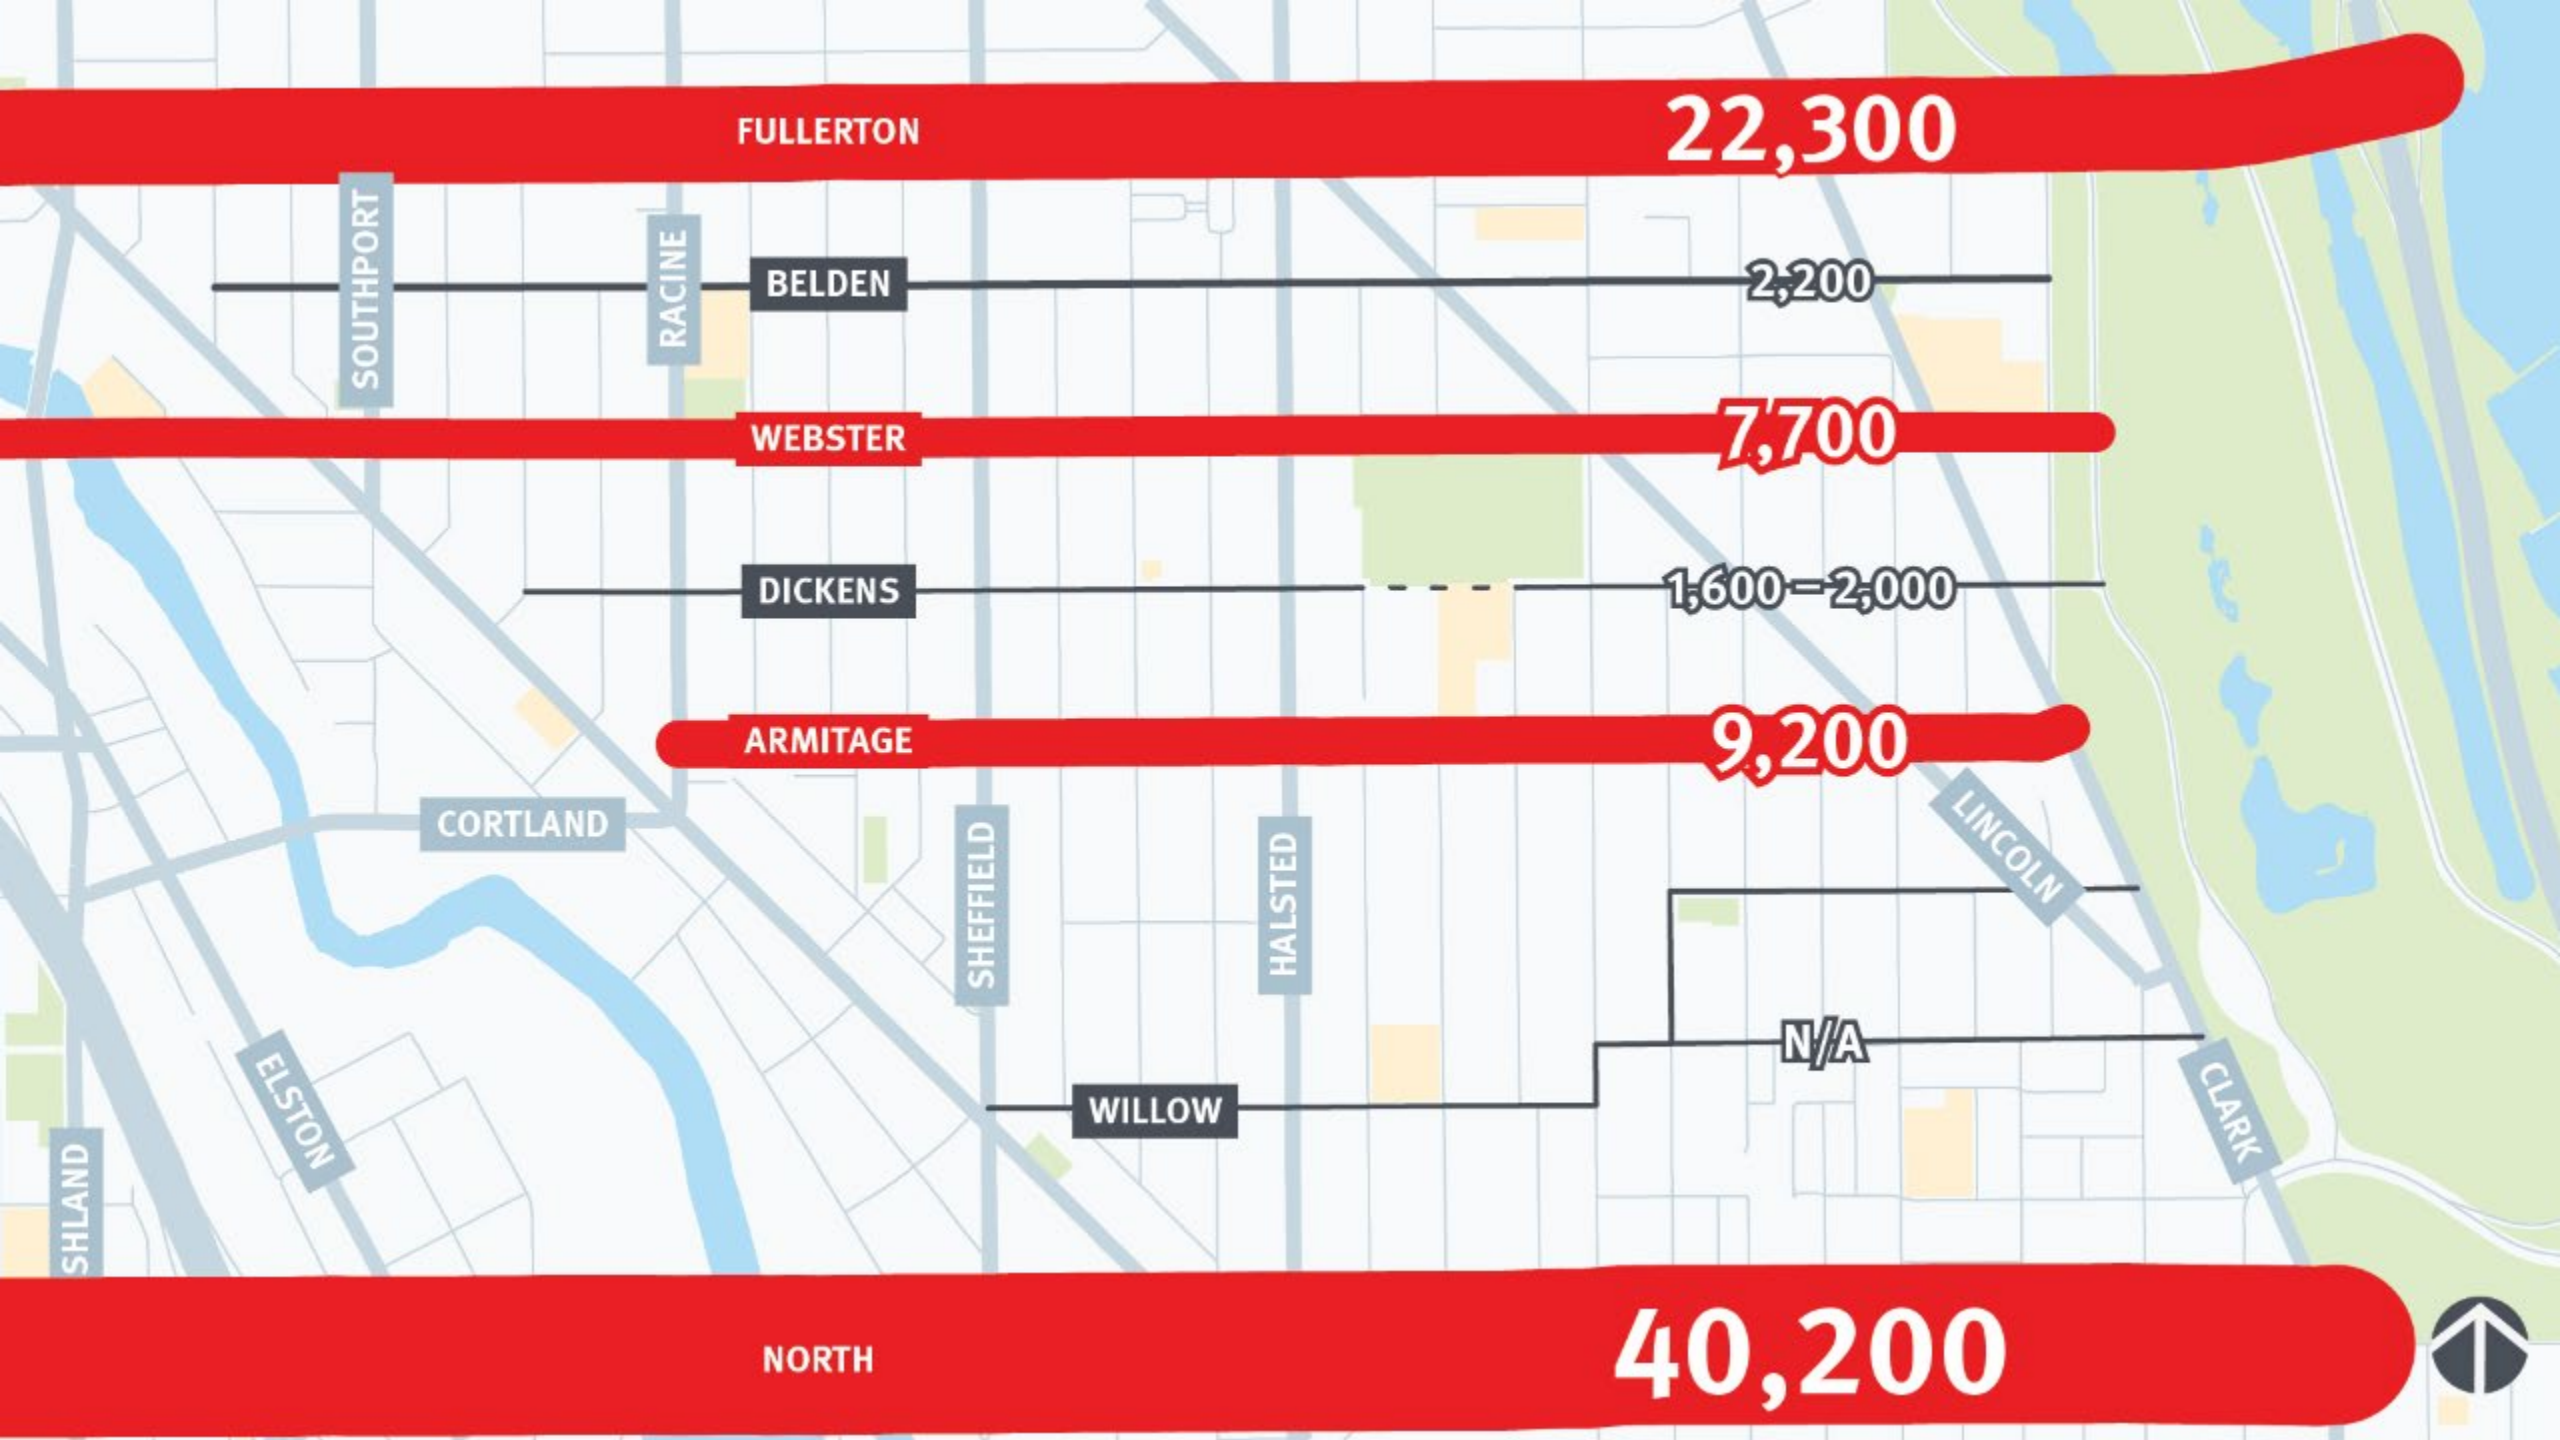 FULLERTON
22,300
SOUTHPORT
RACINE
BELDEN
2,200
WEBSTER
7,700
DICKENS
1,600–2,000
ARMITAGE
9,200
CORTLAND
SHEFFIELD
HALSTED
LINCOLN
N/A
WILLOW
ELSTON
CLARK
SHLAND
NORTH
40,200